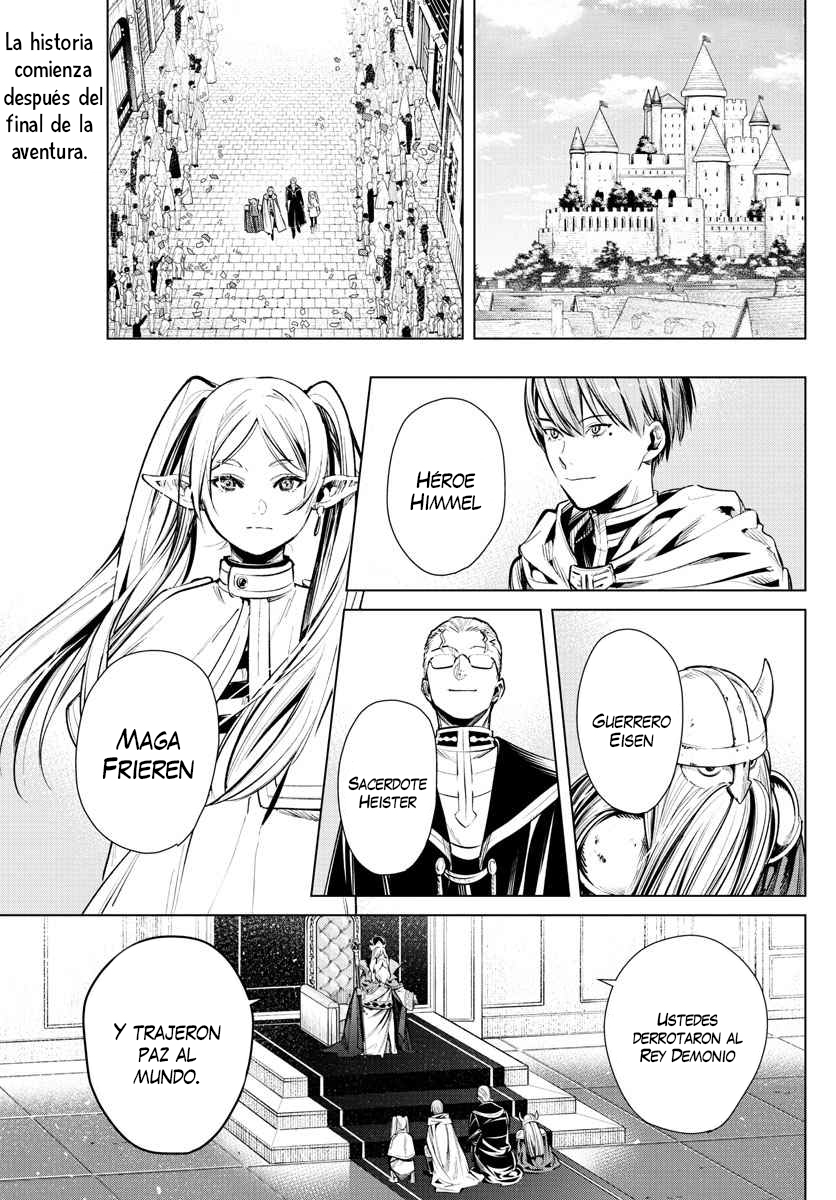 La historia
comienza
después del
final de la
aventura.
Héroe
Himmel
Guerrero
Eisen
Sacerdote
Heister
Maga
Frieren
Ustedes
derrotaron al
Rey Demonio
Y trajeron
paz al
mundo.